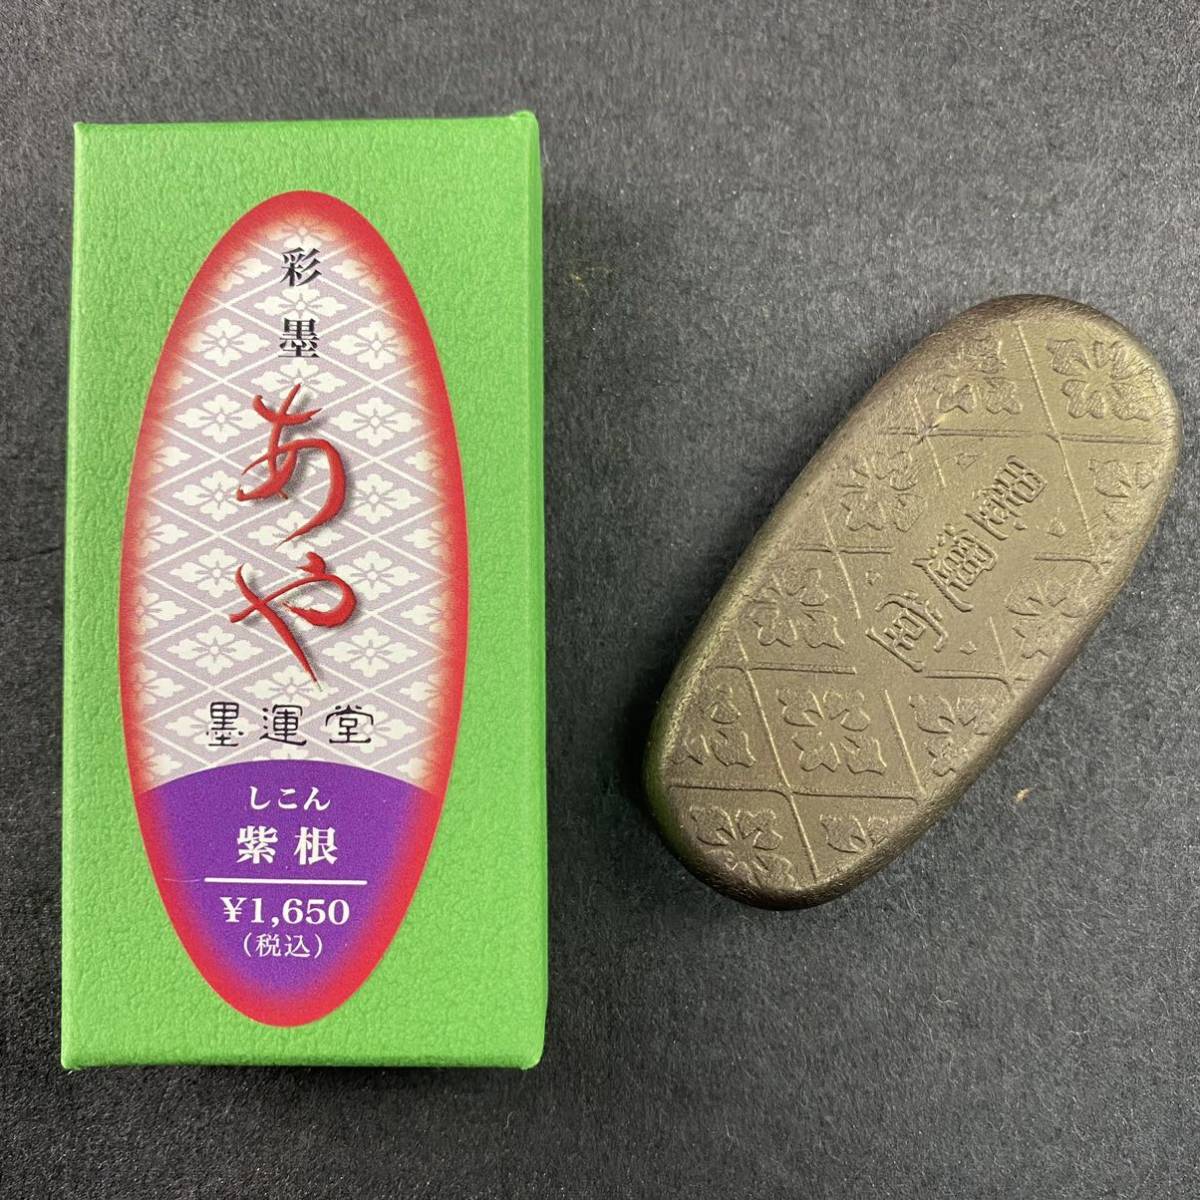 彩墨
あや
墨運堂
しこん
紫根
¥1,650
(税込)